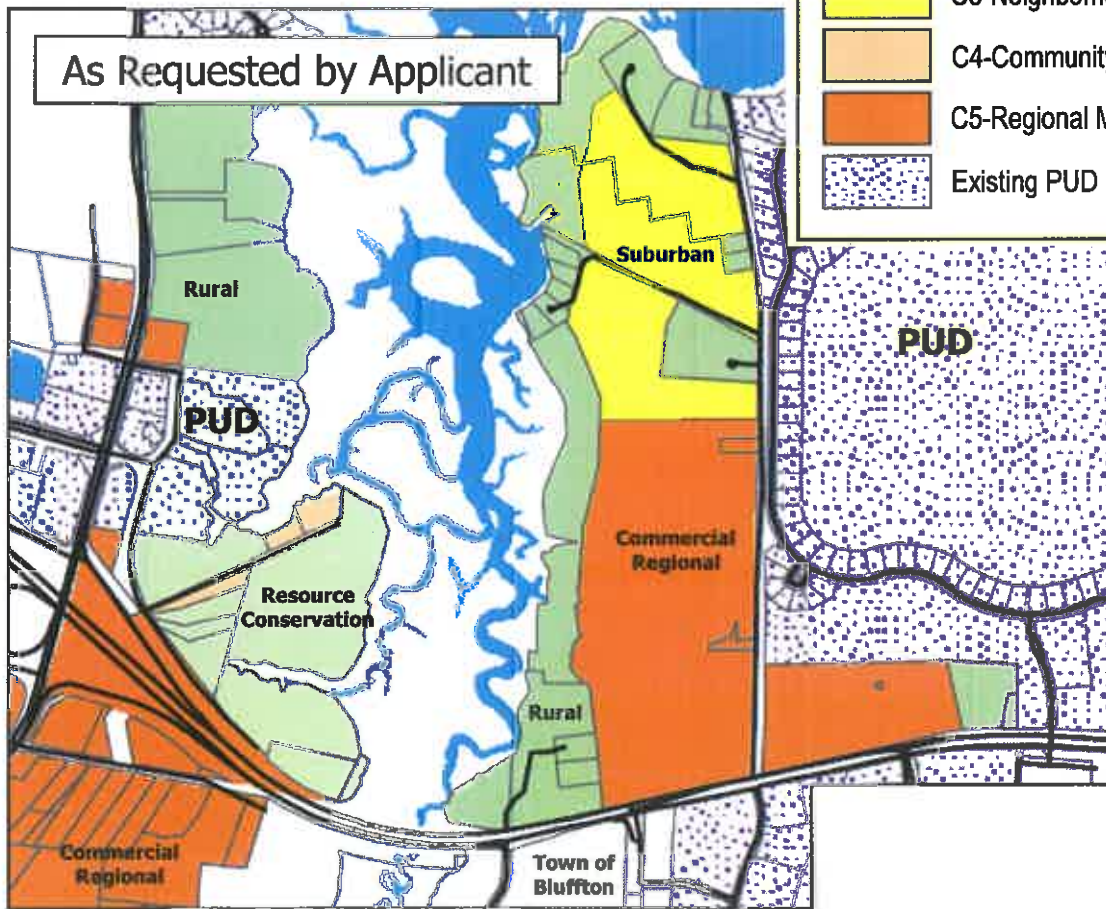 As Requested by Applicant
C4-Community
C5-Regional M
Existing PUD
Rural
Suburban
PUD
PUD
Commercial
Regional
Resource
Conservation
Rural
Commercial
Regional
Town of
Bluffton